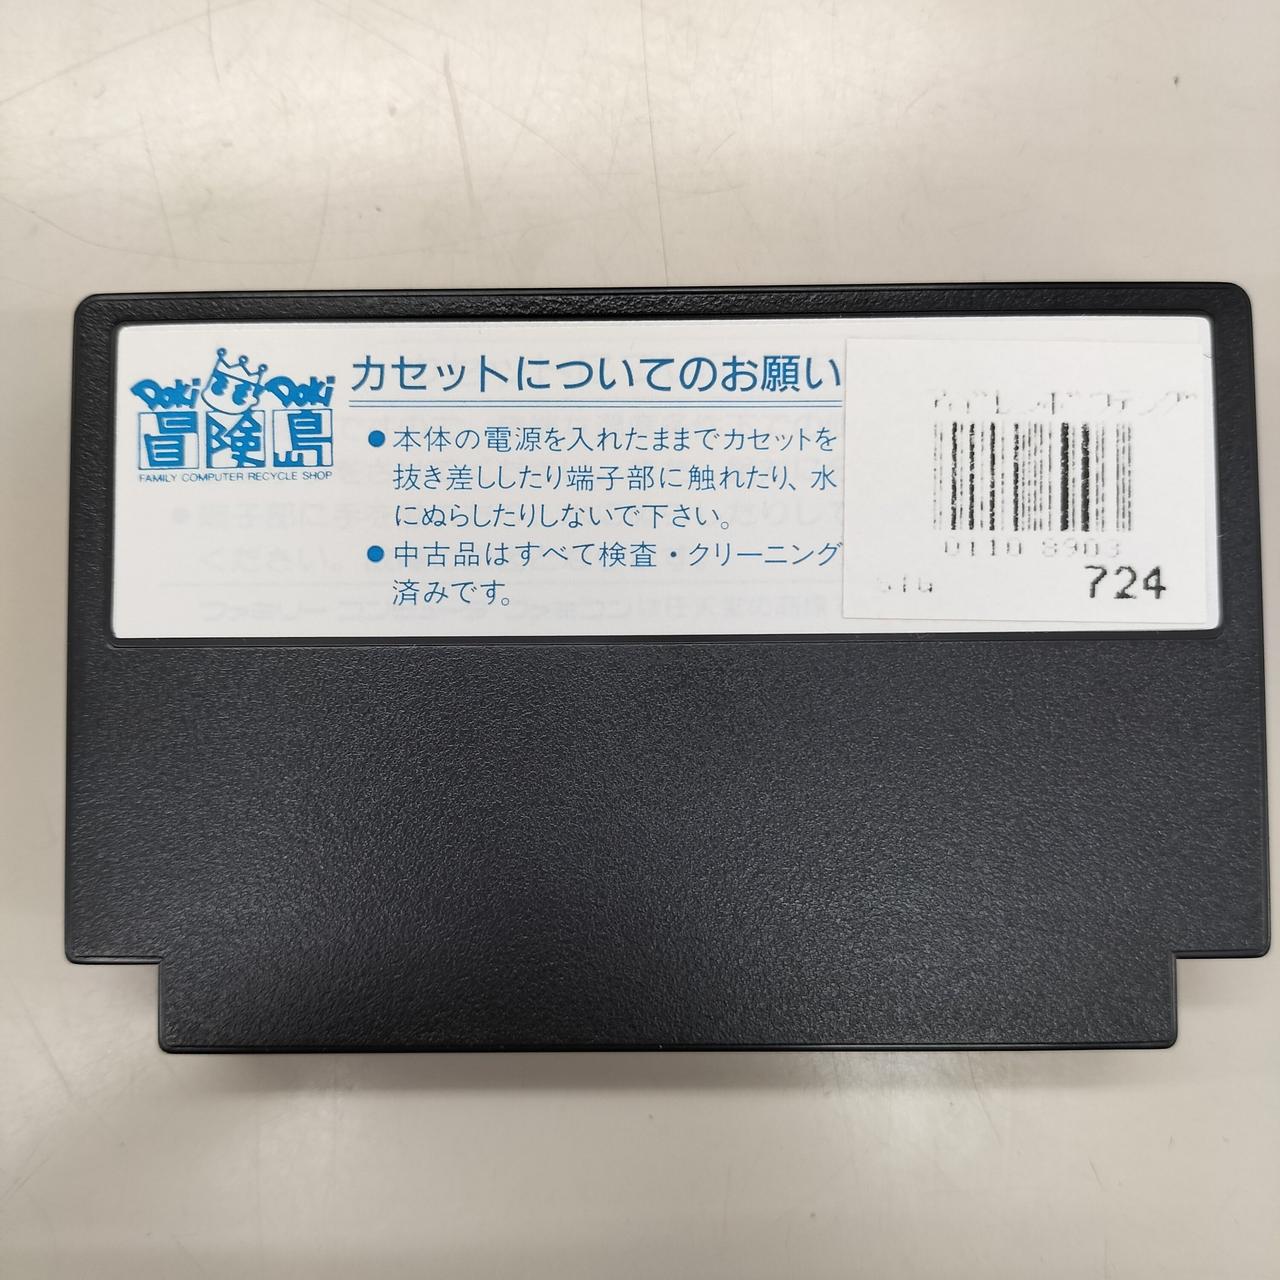 DOKi DOKi
冒険島
FAMILY COMPUTER RECYCLE SHOP
カセットについてのお願い
●本体の電源を入れたままでカセットを
抜き差ししたり端子部に触れたり、水
にぬらしたりしないで下さい。
●中古品はすべて検査・クリーニング
済みです。
0110 8903
724